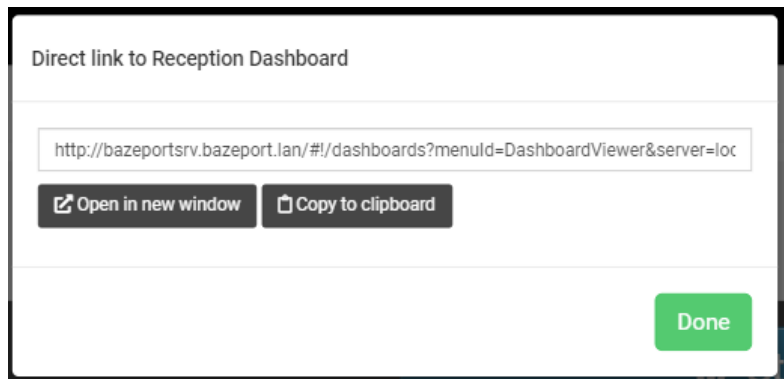 Direct link to Reception Dashboard
http://bazeportsrv.bazeport.lan/#!/dashboards?menuId=DashboardViewer&server=loc
Open in new window Copy to clipboard
Done